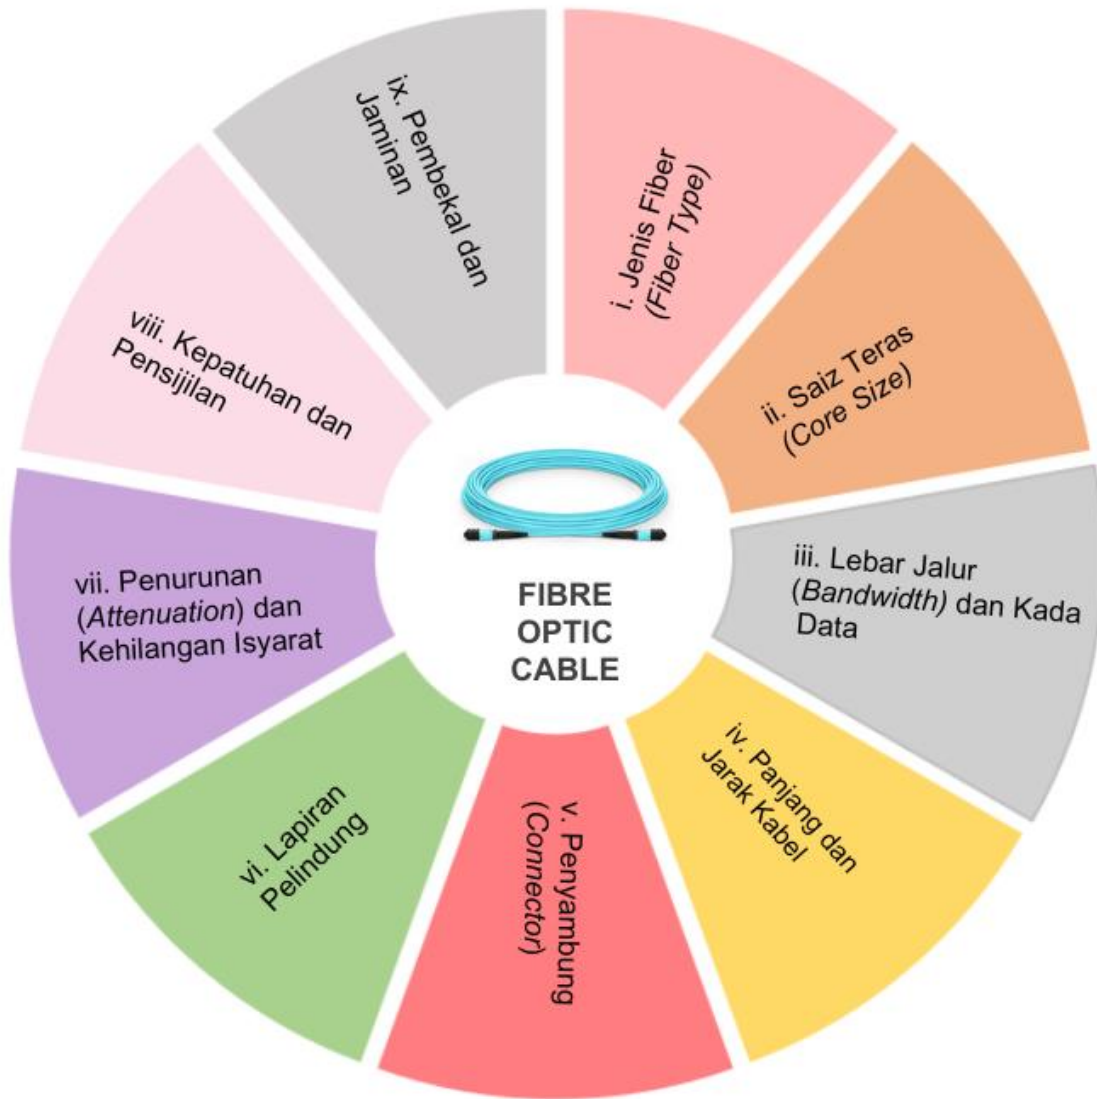 FIBRE
OPTIC
CABLE
i. Jenis Fiber
(Fiber Type)
ii. Saiz Teras
(Core Size)
iii. Lebar Jalur
(Bandwidth) dan Kada
Data
iv. Panjang dan
Jarak Kabel
v. Penyambung
(Connector)
vi. Lapiran
Pelindung
vii. Penurunan
(Attenuation) dan
Kehilangan Isyarat
viii. Kepatuhan dan
Pensijilan
ix. Pembekal dan
Jaminan